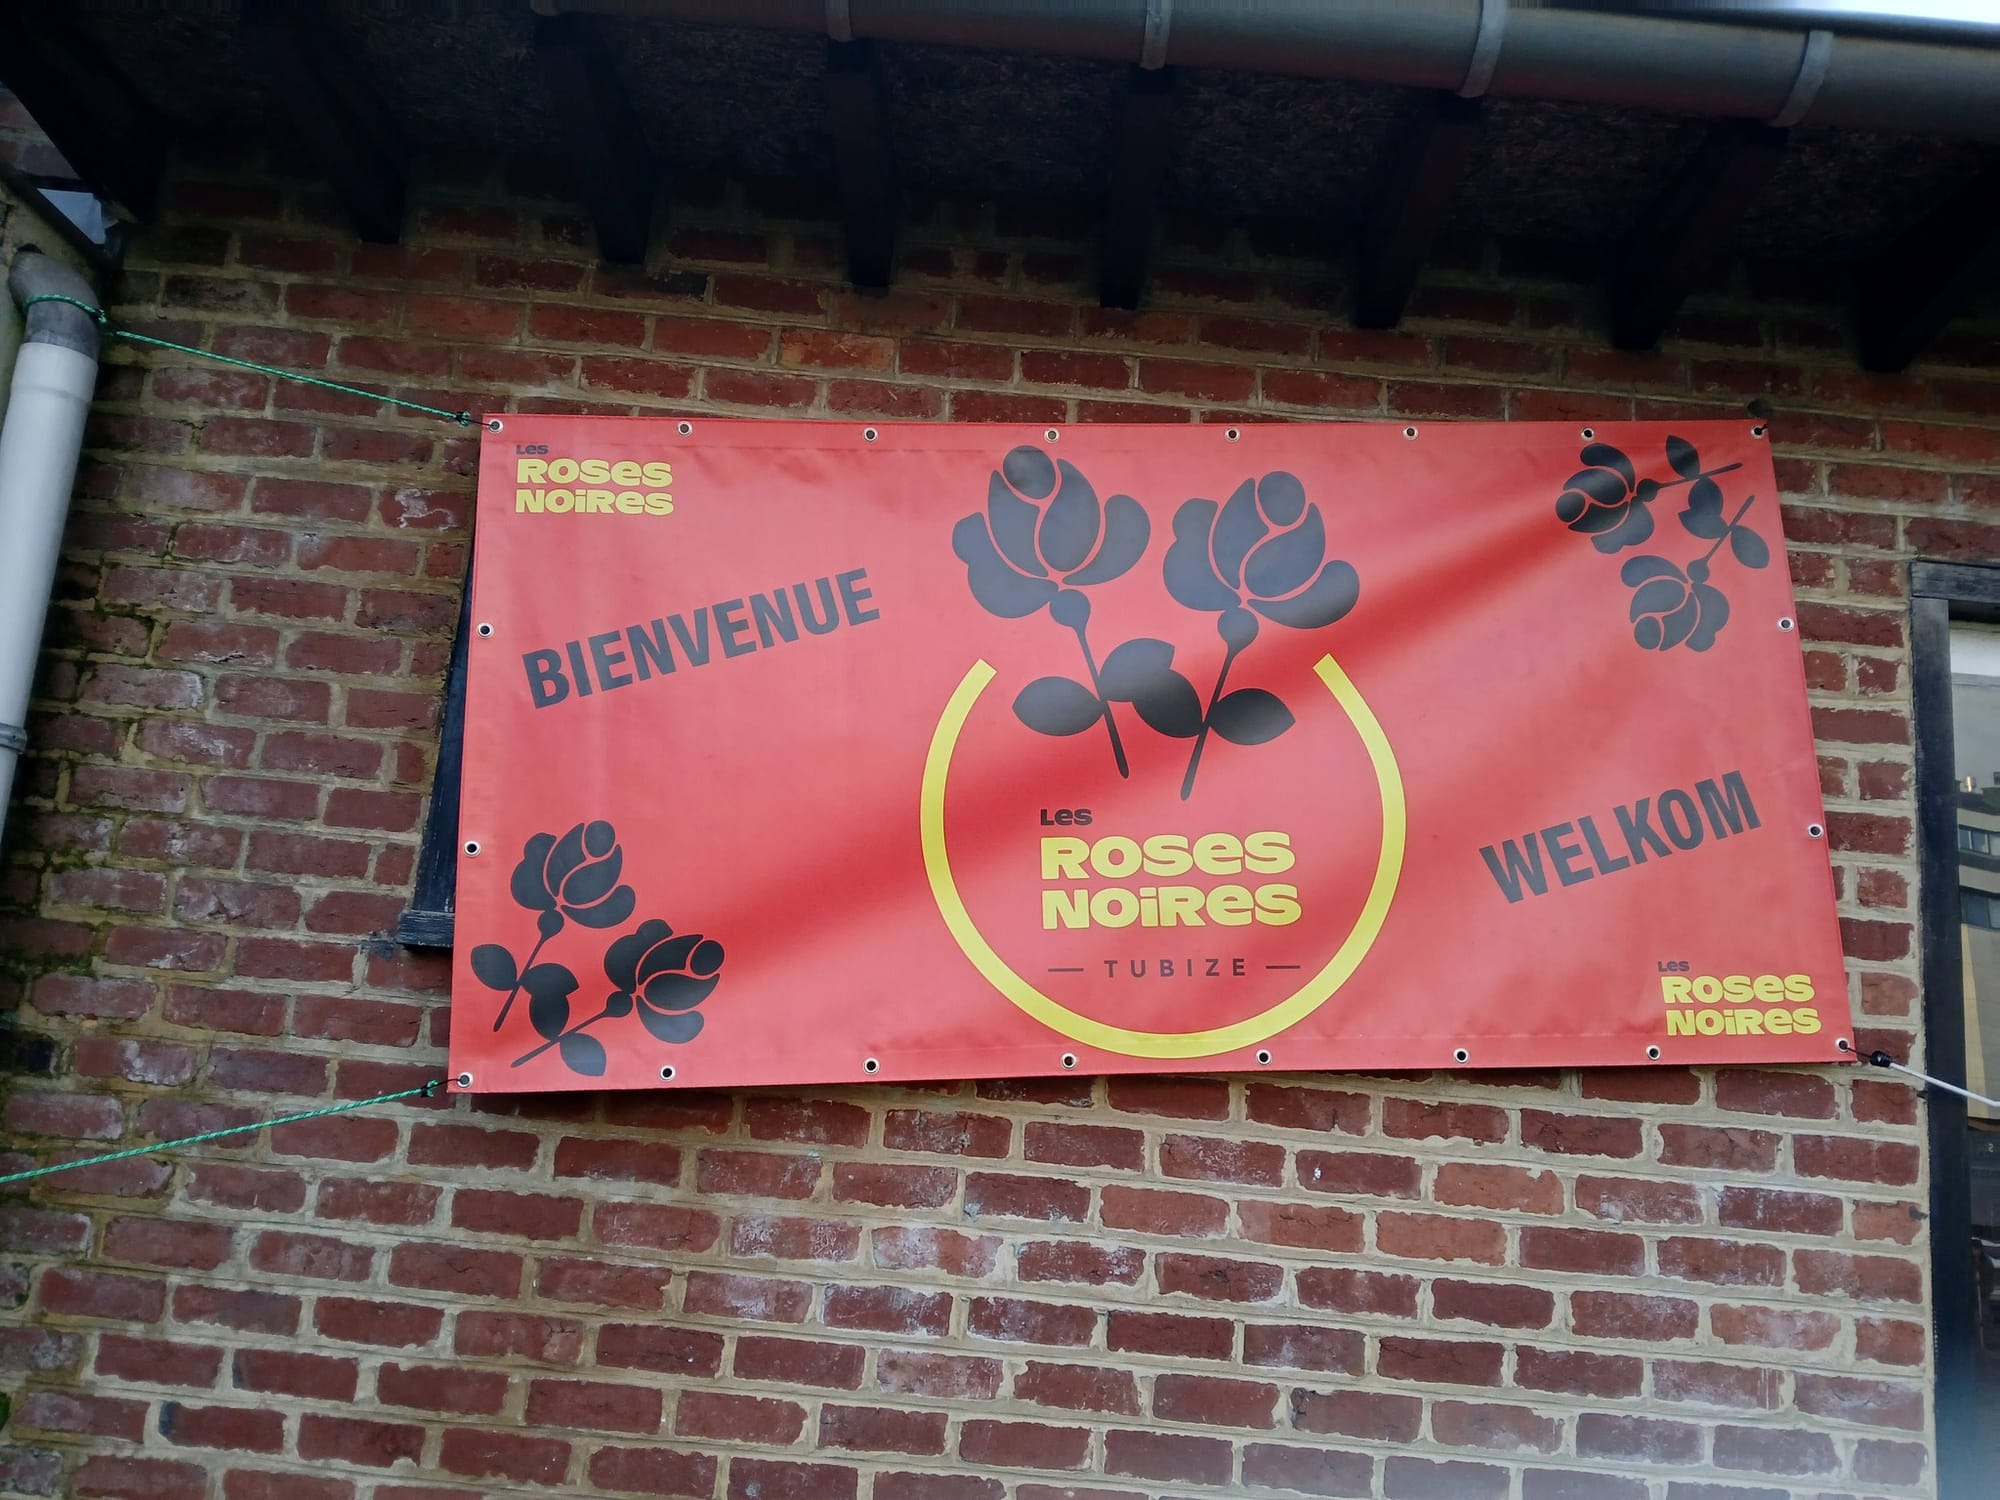 Les
ROSES
NOIRES
BIENVENUE
Les
ROSES
NOIRES
TUBIZE
WELKOM
Les
ROSES
NOIRES